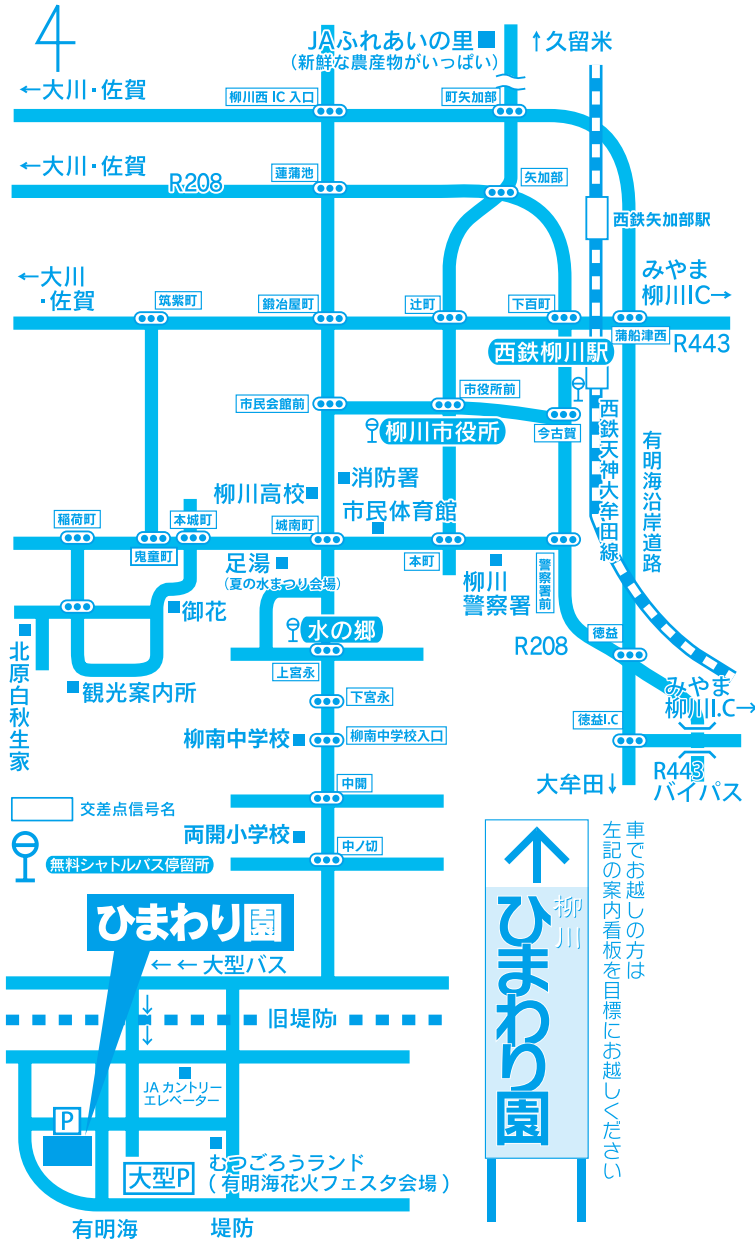 4
JAふれあいの里
(新鮮な農産物がいっぱい)
↑久留米
←大川・佐賀
柳川西IC入口
町矢加部
←大川・佐賀
R208
蓮蒲池
矢加部
西鉄矢加部駅
←大川
・佐賀
筑紫町
鍛冶屋町
辻町
下百町
みやま
柳川IC→
蒲船津西
R443
西鉄柳川駅
市民会館前
市役所前
柳川市役所
今古賀
西鉄天神大牟田線
有明海沿岸道路
柳川高校
消防署
市民体育館
稲荷町
鬼童町
本城町
城南町
本町
足湯
(夏の水まつり会場)
柳川
警察署
警察署前
御花
水の郷
R208
徳益
北原白秋生家
観光案内所
上宮永
下宮永
みやま
柳川I.C→
柳南中学校
柳南中学校入口
徳益I.C
R443
バイパス
大牟田↓
中開
交差点信号名
両開小学校
中ノ切
無料シャトルバス停留所
ひまわり園
←←大型バス
旧堤防
JAカントリー
エレベーター
P
大型P
むつごろうランド
(有明海花火フェスタ会場)
有明海
堤防
↑
柳川
ひまわり園
車でお越しの方は
左記の案内看板を目標にお越しください